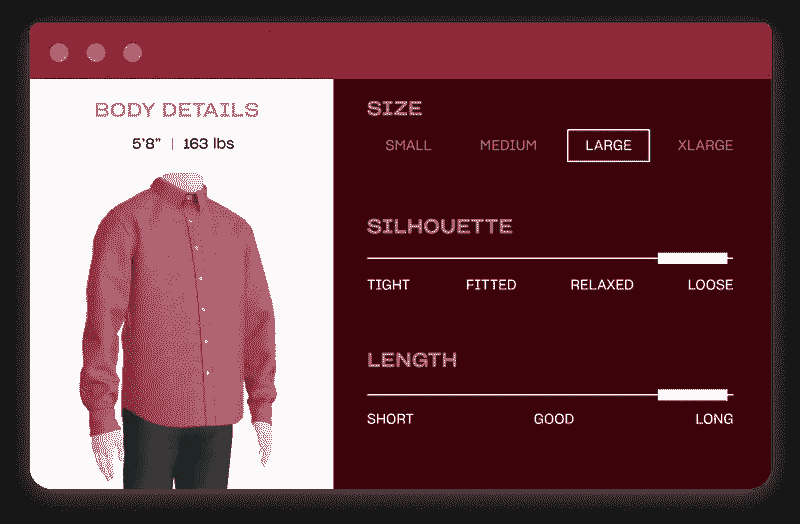 BODY DETAILS
5'8" | 163 lbs
SIZE
SMALL MEDIUM LARGE XLARGE
SILHOUETTE
TIGHT FITTED RELAXED LOOSE
LENGTH
SHORT GOOD LONG